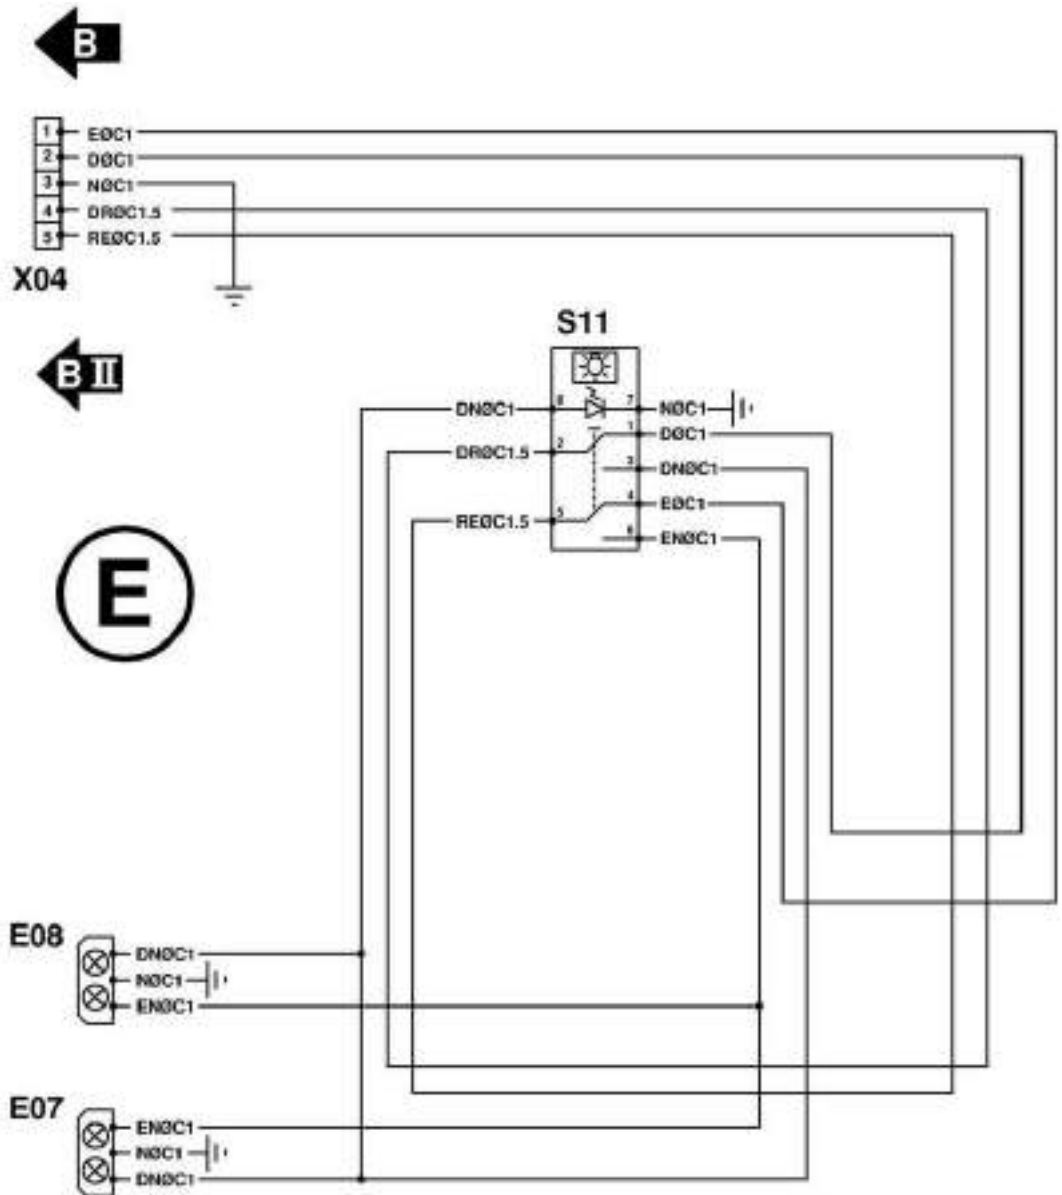 B
1 EØC1
2 DØC1
3 NØC1
4 DRØC1.5
5 REØC1.5
X04
S11
B II
DNØC1 8 7 NØC1
1 DØC1
DRØC1.5 2
3 DNØC1
4 EØC1
REØC1.5 5
6 ENØC1
E
E08
DNØC1
NØC1
ENØC1
E07
ENØC1
NØC1
DNØC1